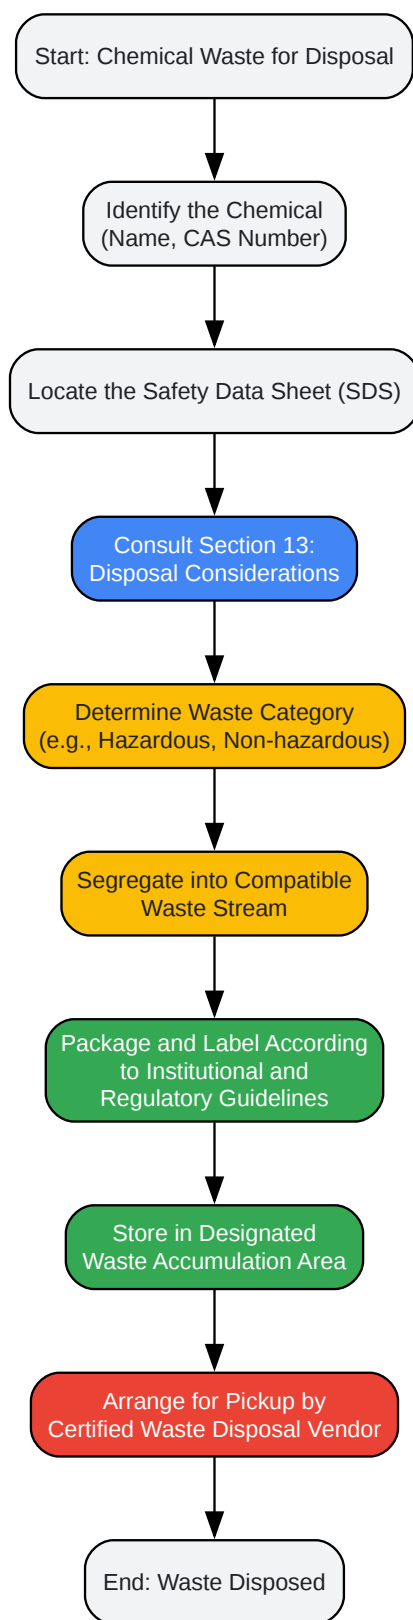 Start: Chemical Waste for Disposal
Identify the Chemical
(Name, CAS Number)
Locate the Safety Data Sheet (SDS)
Consult Section 13:
Disposal Considerations
Determine Waste Category
(e.g., Hazardous, Non-hazardous)
Segregate into Compatible
Waste Stream
Package and Label According
to Institutional and
Regulatory Guidelines
Store in Designated
Waste Accumulation Area
Arrange for Pickup by
Certified Waste Disposal Vendor
End: Waste Disposed